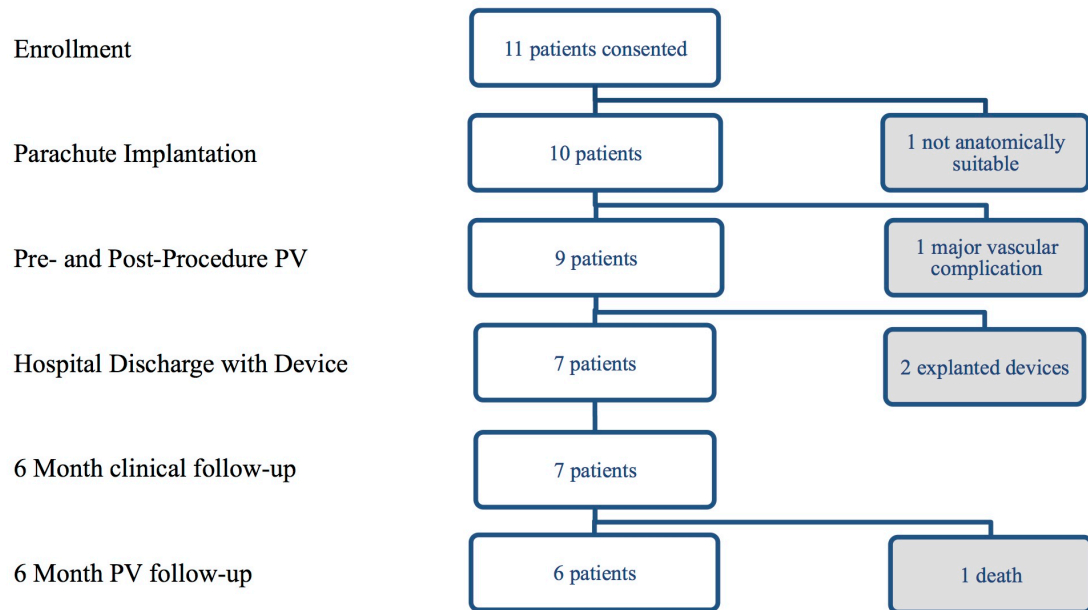 Enrollment
11 patients consented
Parachute Implantation
10 patients
1 not anatomically
suitable
Pre- and Post-Procedure PV
9 patients
1 major vascular
complication
Hospital Discharge with Device
7 patients
2 explanted devices
6 Month clinical follow-up
7 patients
6 Month PV follow-up
6 patients
1 death